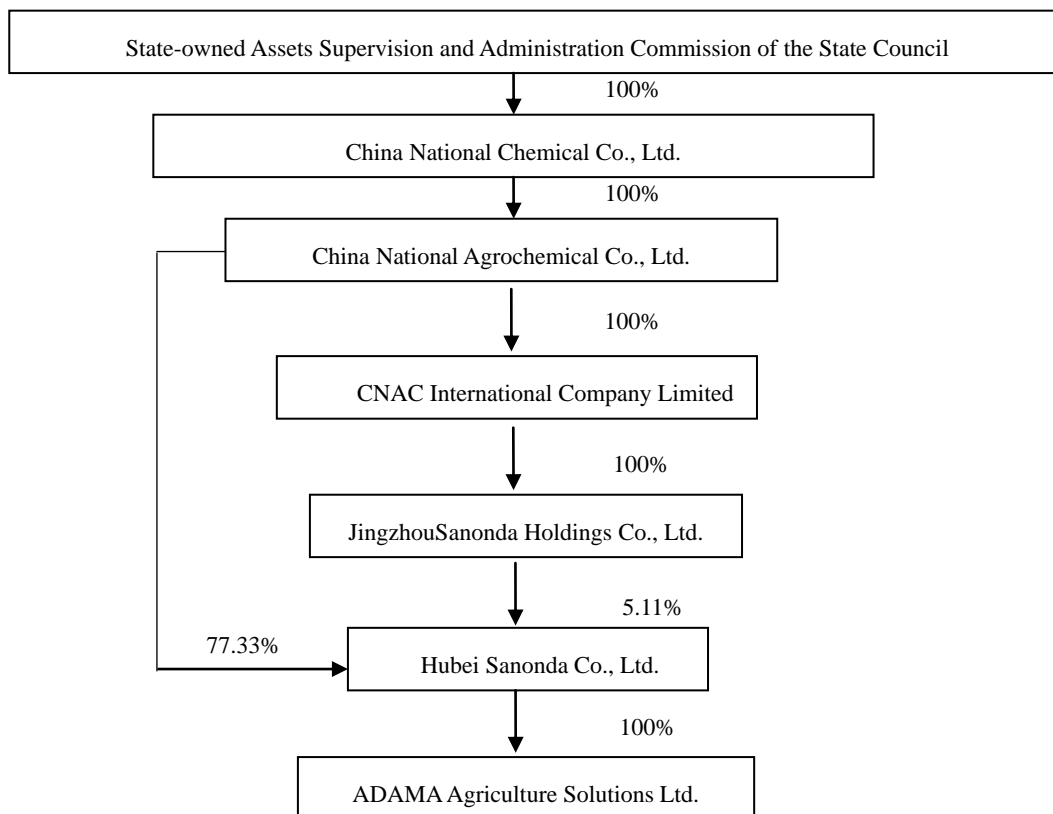 State-owned Assets Supervision and Administration Commission of the State Council
100%
China National Chemical Co., Ltd.
100%
China National Agrochemical Co., Ltd.
100%
CNAC International Company Limited
100%
JingzhouSanonda Holdings Co., Ltd.
5.11%
77.33%
Hubei Sanonda Co., Ltd.
100%
ADAMA Agriculture Solutions Ltd.